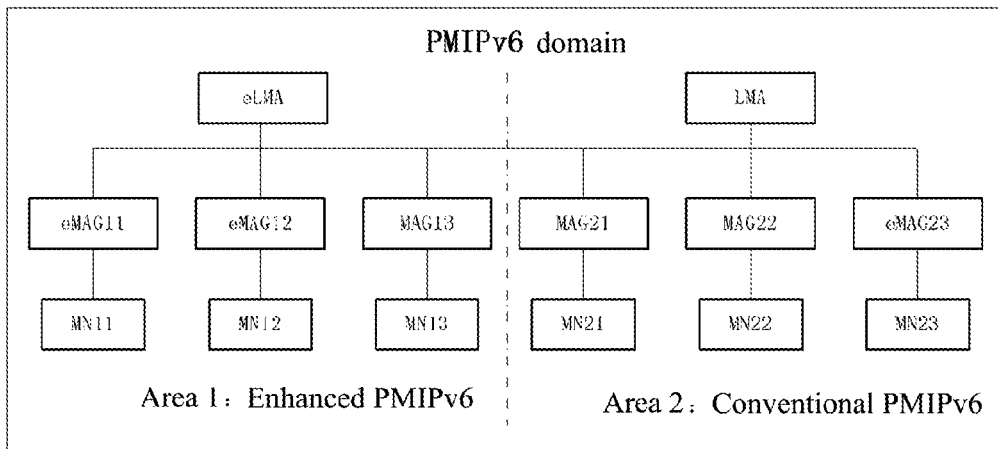 PMIPv6 domain
eLMA LMA
eMAG11 eMAG12 MAG13 MAG21 MAG22 eMAG23
MN11 MN12 MN13 MN21 MN22 MN23
Area 1: Enhanced PMIPv6 Area 2: Conventional PMIPv6